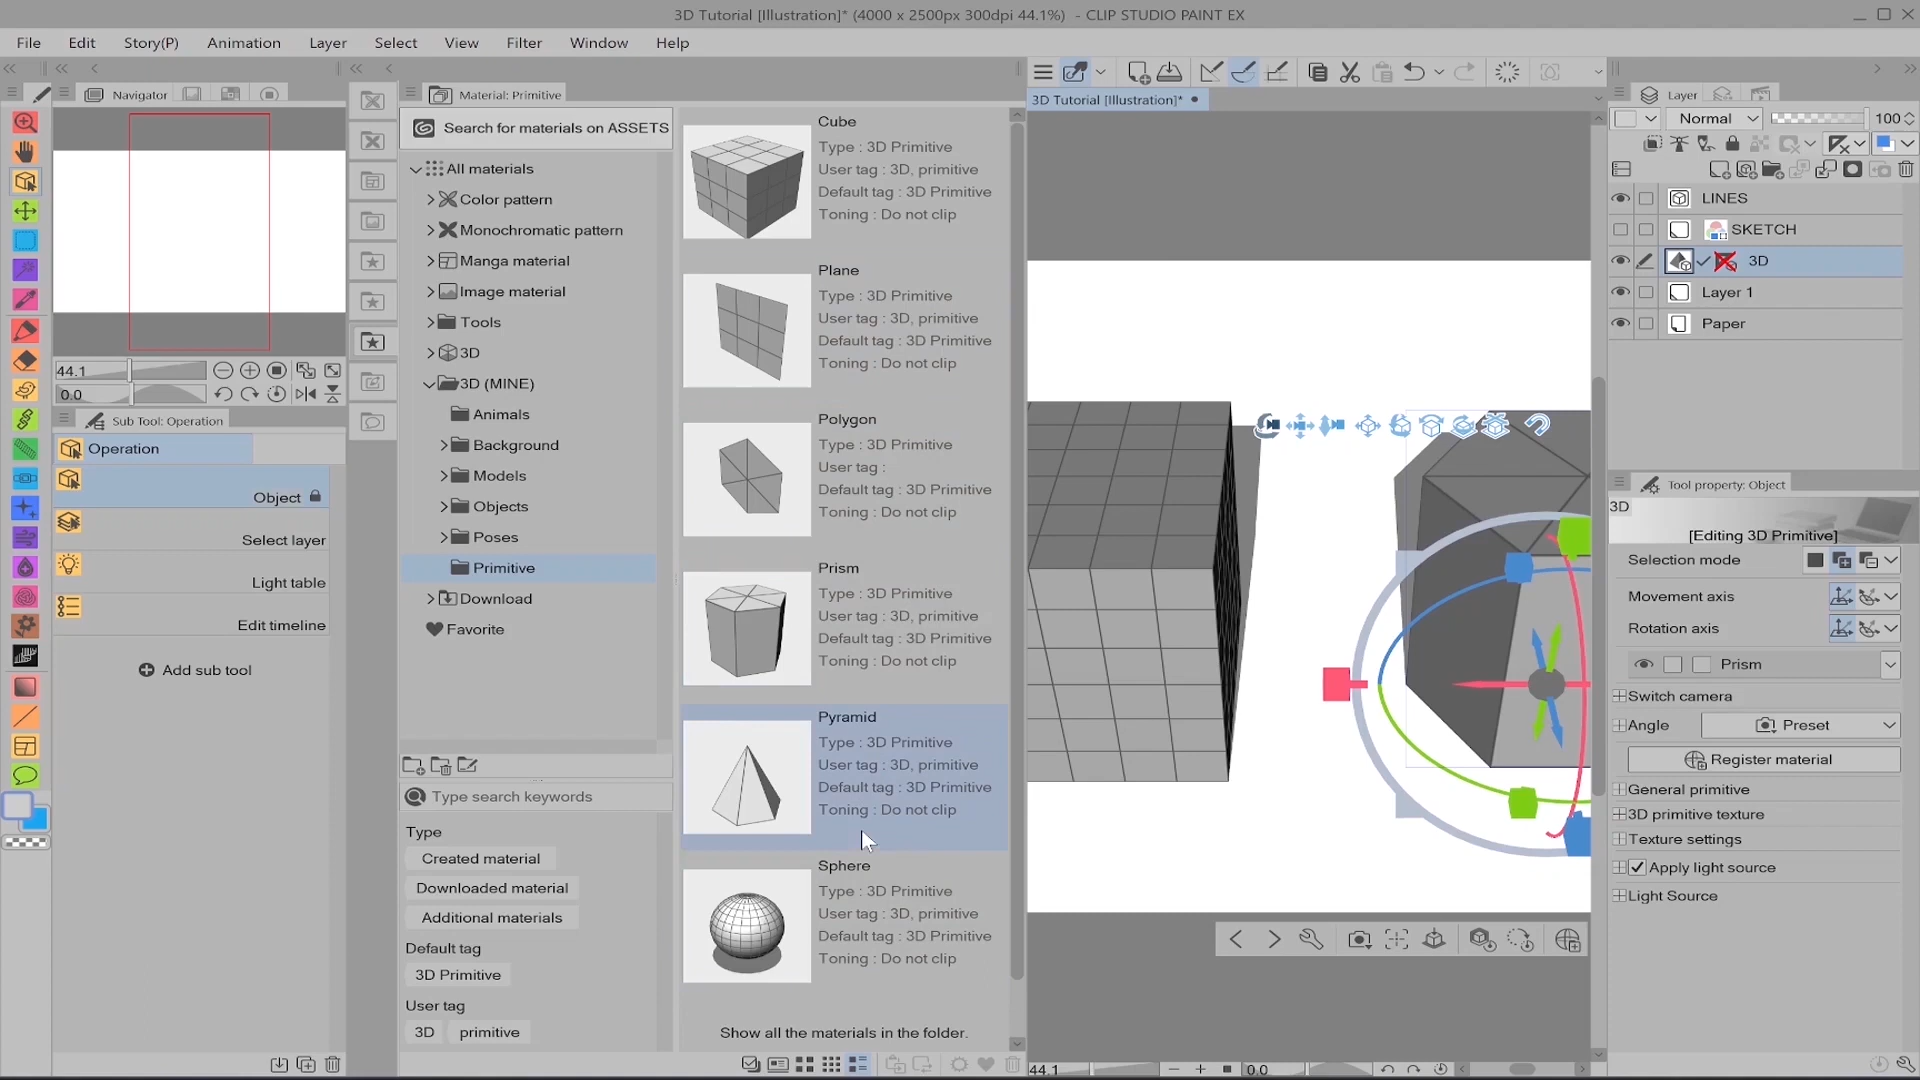 3D Tutorial [Illustration]* (4000 x 2500px 300dpi 44.1%)  - CLIP STUDIO PAINT EX
File Edit Story(P) Animation Layer Select View Filter Window Help
Navigator
44.1
0.0
Sub Tool: Operation
Operation
Object
Select layer
Light table
Edit timeline
Add sub tool
Material: Primitive
Search for materials on ASSETS
All materials
Color pattern
Monochromatic pattern
Manga material
Image material
Tools
3D
3D (MINE)
Animals
Background
Models
Objects
Poses
Primitive
Download
Favorite
Type search keywords
Type
Created material
Downloaded material
Additional materials
Default tag
3D Primitive
User tag
3D primitive
Cube
Type : 3D Primitive
User tag : 3D, primitive
Default tag : 3D Primitive
Toning : Do not clip
Plane
Type : 3D Primitive
User tag : 3D, primitive
Default tag : 3D Primitive
Toning : Do not clip
Polygon
Type : 3D Primitive
User tag :
Default tag : 3D Primitive
Toning : Do not clip
Prism
Type : 3D Primitive
User tag : 3D, primitive
Default tag : 3D Primitive
Toning : Do not clip
Pyramid
Type : 3D Primitive
User tag : 3D, primitive
Default tag : 3D Primitive
Toning : Do not clip
Sphere
Type : 3D Primitive
User tag : 3D, primitive
Default tag : 3D Primitive
Toning : Do not clip
Show all the materials in the folder.
3D Tutorial [Illustration]*
44.1
0.0
Layer
Normal 100
LINES
SKETCH
3D
Layer 1
Paper
Tool property: Object
3D
[Editing 3D Primitive]
Selection mode
Movement axis
Rotation axis
Prism
Switch camera
Angle Preset
Register material
General primitive
3D primitive texture
Texture settings
Apply light source
Light Source